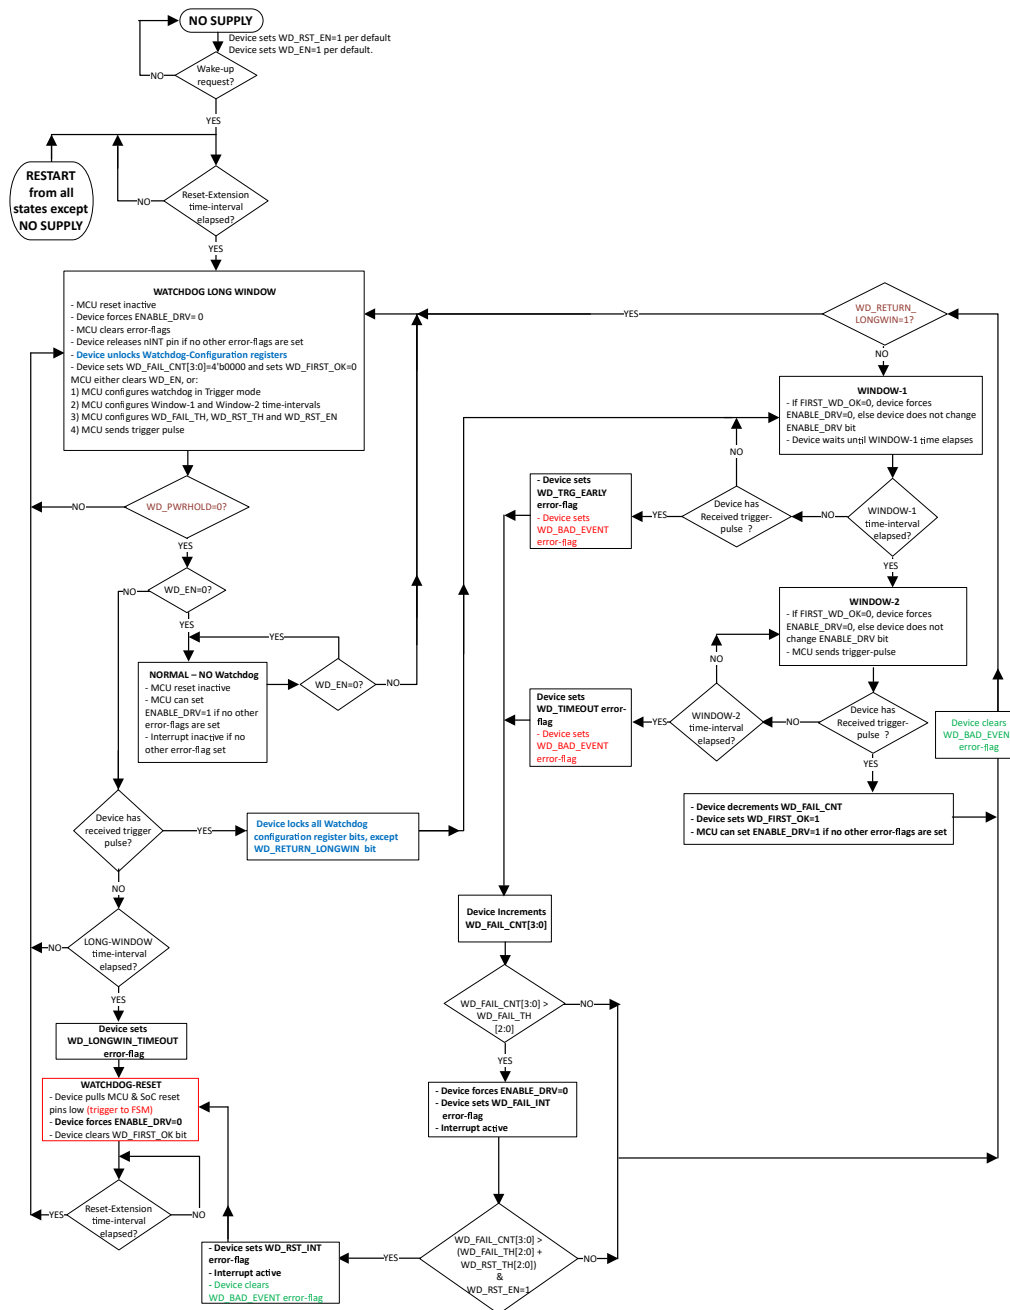 NO SUPPLY
Device sets WD_RST_EN=1 per default
Device sets WD_EN=1 per default.
Wake-up
request?
NO
YES
RESTART
from all
states except
NO SUPPLY
Reset-Extension
time-interval
elapsed?
NO
YES
WATCHDOG LONG WINDOW
- MCU reset inactive
- Device forces ENABLE_DRV= 0
- MCU clears error-flags
- Device releases nINT pin if no other error-flags are set
- Device unlocks Watchdog-Configuration registers
- Device sets WD_FAIL_CNT[3:0]=4'b0000 and sets WD_FIRST_OK=0
MCU either clears WD_EN, or:
1) MCU configures watchdog in Trigger mode
2) MCU configures Window-1 and Window-2 time-intervals
3) MCU configures WD_FAIL_TH, WD_RST_TH and WD_RST_EN
4) MCU sends trigger pulse
YES
WD_RETURN_
LONGWIN=1?
NO
WINDOW-1
- If FIRST_WD_OK=0, device forces
ENABLE_DRV=0, else device does not change
ENABLE_DRV bit
- Device waits until WINDOW-1 time elapses
NO
- Device sets
WD_TRG_EARLY
error-flag
- Device sets
WD_BAD_EVENT
error-flag
YES
Device has
Received trigger-
pulse ?
NO
WINDOW-1
time-interval
elapsed?
YES
NO
WD_PWRHOLD=0?
YES
NO
WD_EN=0?
YES
YES
NORMAL – NO Watchdog
- MCU reset inactive
- MCU can set
ENABLE_DRV=1 if no other
error-flags are set
- Interrupt inactive if no
other error-flag set
WD_EN=0?
NO
WINDOW-2
- If FIRST_WD_OK=0, device forces
ENABLE_DRV=0, else device does not
change ENABLE_DRV bit
- MCU sends trigger-pulse
NO
Device sets
WD_TIMEOUT error-
flag
- Device sets
WD_BAD_EVENT
error-flag
YES
WINDOW-2
time-interval
elapsed?
NO
Device has
Received trigger-
pulse ?
YES
Device clears
WD_BAD_EVEN
error-flag
- Device decrements WD_FAIL_CNT
- Device sets WD_FIRST_OK=1
- MCU can set ENABLE_DRV=1 if no other error-flags are set
Device has
received trigger
pulse?
YES
Device locks all Watchdog
configuration register bits, except
WD_RETURN_LONGWIN bit
NO
LONG-WINDOW
time-interval
elapsed?
NO
YES
Device sets
WD_LONGWIN_TIMEOUT
error-flag
Device Increments
WD_FAIL_CNT[3:0]
WD_FAIL_CNT[3:0] >
WD_FAIL_TH
[2:0]
NO
YES
- Device forces ENABLE_DRV=0
- Device sets WD_FAIL_INT
error-flag
- Interrupt active
WATCHDOG-RESET
- Device pulls MCU & SoC reset
pins low (trigger to FSM)
- Device forces ENABLE_DRV=0
- Device clears WD_FIRST_OK bit
YES
Reset-Extension
time-interval
elapsed?
NO
- Device sets WD_RST_INT
error-flag
- Interrupt active
- Device clears
WD_BAD_EVENT error-flag
YES
WD_FAIL_CNT[3:0] >
(WD_FAIL_TH[2:0] +
WD_RST_TH[2:0])
&
WD_RST_EN=1
NO